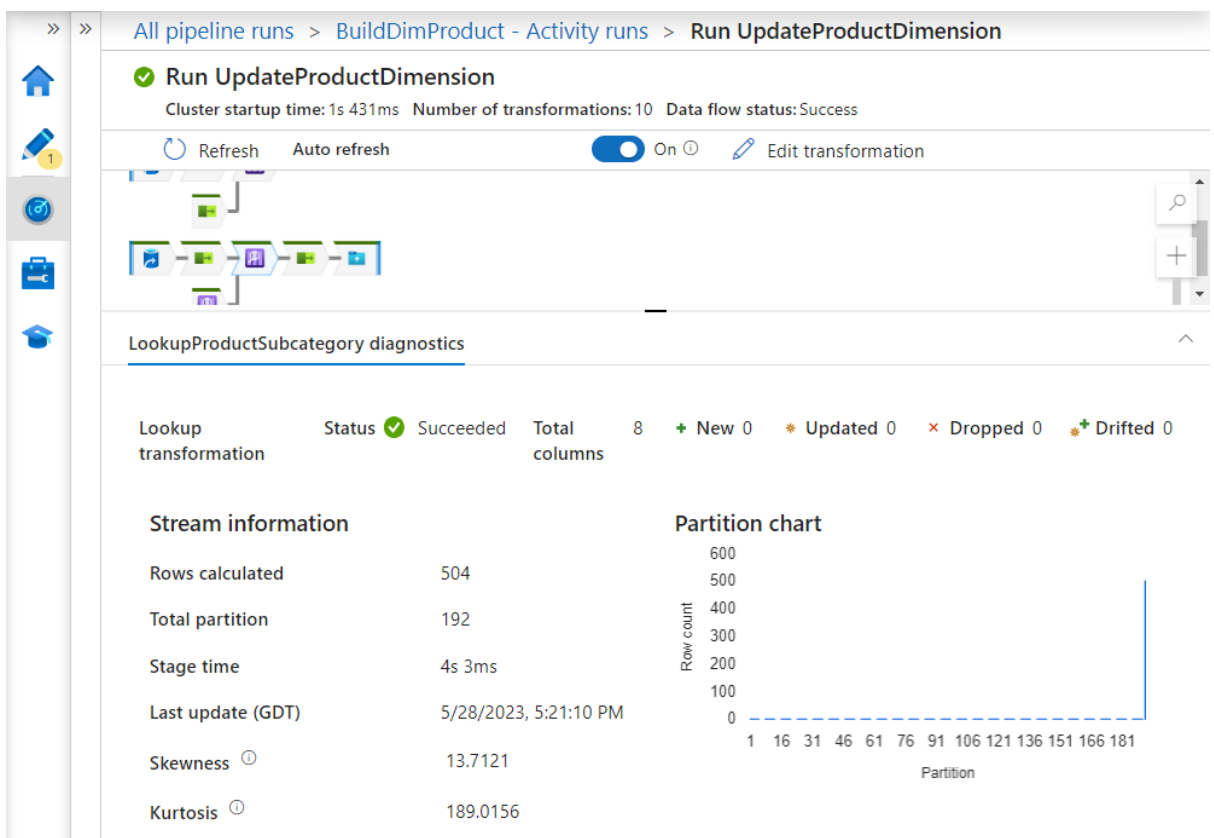 » » All pipeline runs > BuildDimProduct - Activity runs > Run UpdateProductDimension
Run UpdateProductDimension
Cluster startup time: 1s 431ms Number of transformations: 10 Data flow status: Success
Refresh Auto refresh On Edit transformation
1
LookupProductSubcategory diagnostics
Lookup transformation Status Succeeded Total columns 8 + New 0 * Updated 0 × Dropped 0 *+ Drifted 0
Stream information
Rows calculated 504
Total partition 192
Stage time 4s 3ms
Last update (GDT) 5/28/2023, 5:21:10 PM
Skewness 13.7121
Kurtosis 189.0156
Partition chart
600
500
400
300
200
100
0
Row count
1 16 31 46 61 76 91 106 121 136 151 166 181
Partition